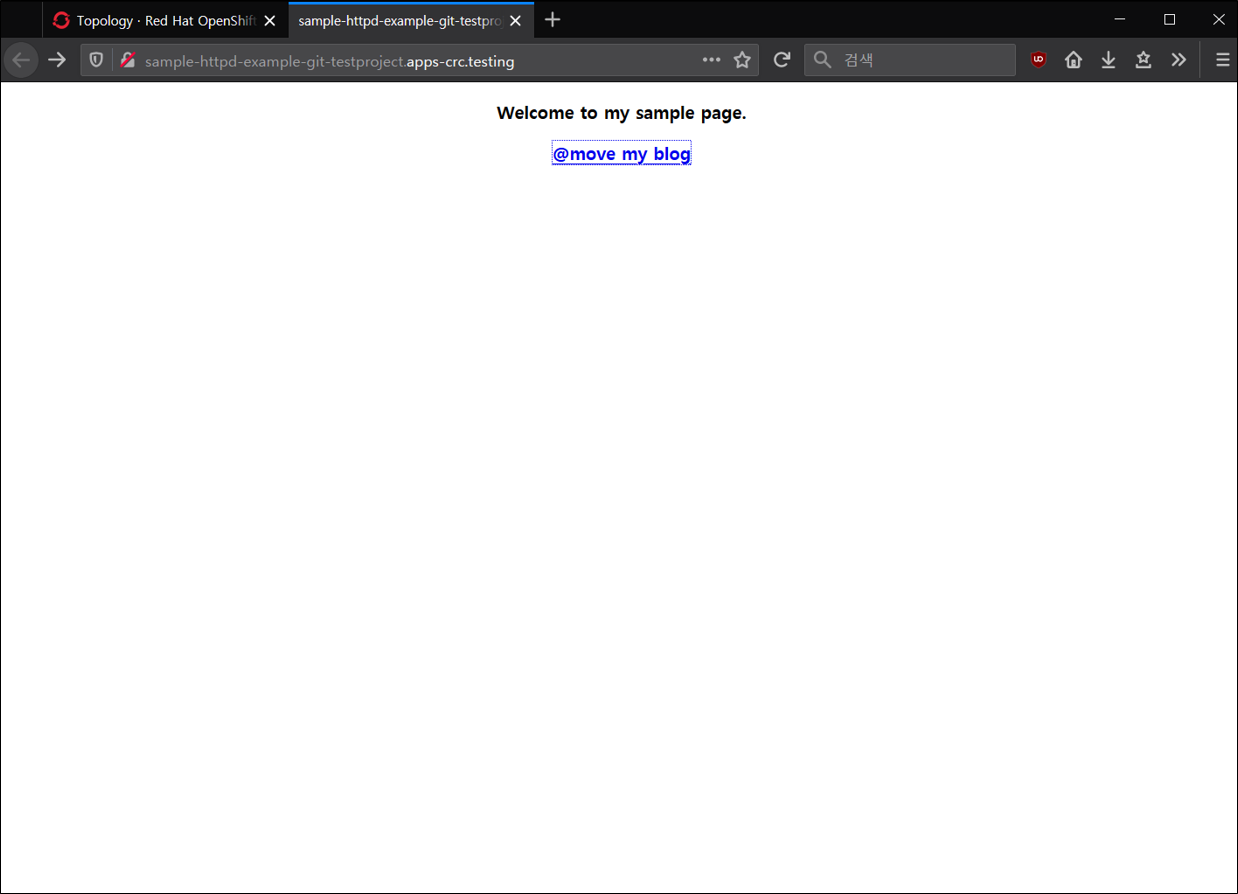 Topology · Red Hat OpenShift
sample-httpd-example-git-testpro
sample-httpd-example-git-testproject.apps-crc.testing
검색
Welcome to my sample page.
@move my blog